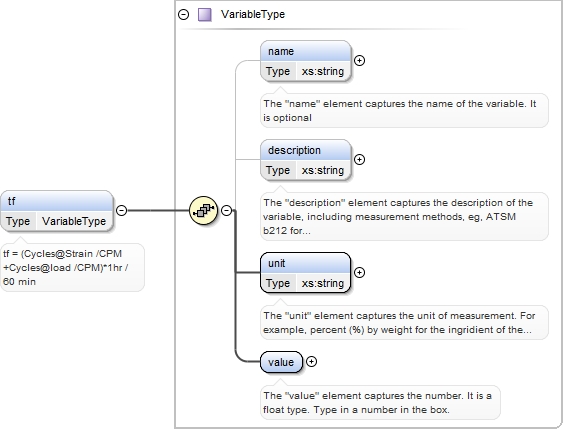 VariableType
name
Type xs:string
The "name" element captures the name of the variable. It
is optional
description
Type xs:string
The "description" element captures the description of the
variable, including measurement methods, eg, ATSM
b212 for...
tf
Type VariableType
tf = (Cycles@Strain /CPM
+Cycles@load /CPM)*1hr /
60 min
unit
Type xs:string
The "unit" element captures the unit of measurement. For
example, percent (%) by weight for the ingridient of the...
value
The "value" element captures the number. It is a
float type. Type in a number in the box.